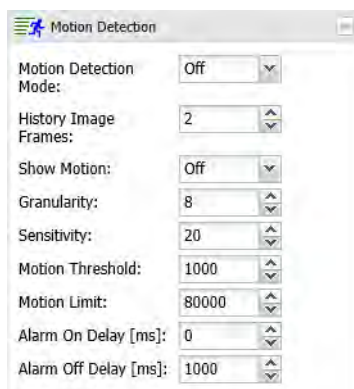 Motion Detection
Motion Detection Mode: Off
History Image Frames: 2
Show Motion: Off
Granularity: 8
Sensitivity: 20
Motion Threshold: 1000
Motion Limit: 80000
Alarm On Delay [ms]: 0
Alarm Off Delay [ms]: 1000